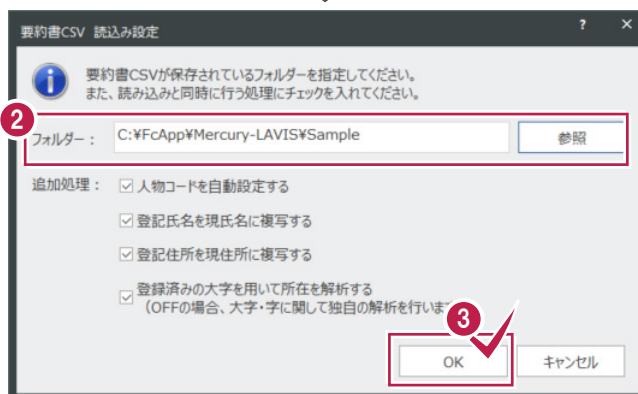 要約書CSV 読込み設定
? ×
要約書CSVが保存されているフォルダーを指定してください。
また、読み込みと同時に行う処理にチェックを入れてください。
2
フォルダー： C:¥FcApp¥Mercury-LAVIS¥Sample 参照
追加処理： 人物コードを自動設定する
登記氏名を現氏名に複写する
登記住所を現住所に複写する
登録済みの大字を用いて所在を解析する
（OFFの場合、大字・字に関して独自の解析を行いま
3
OK キャンセル